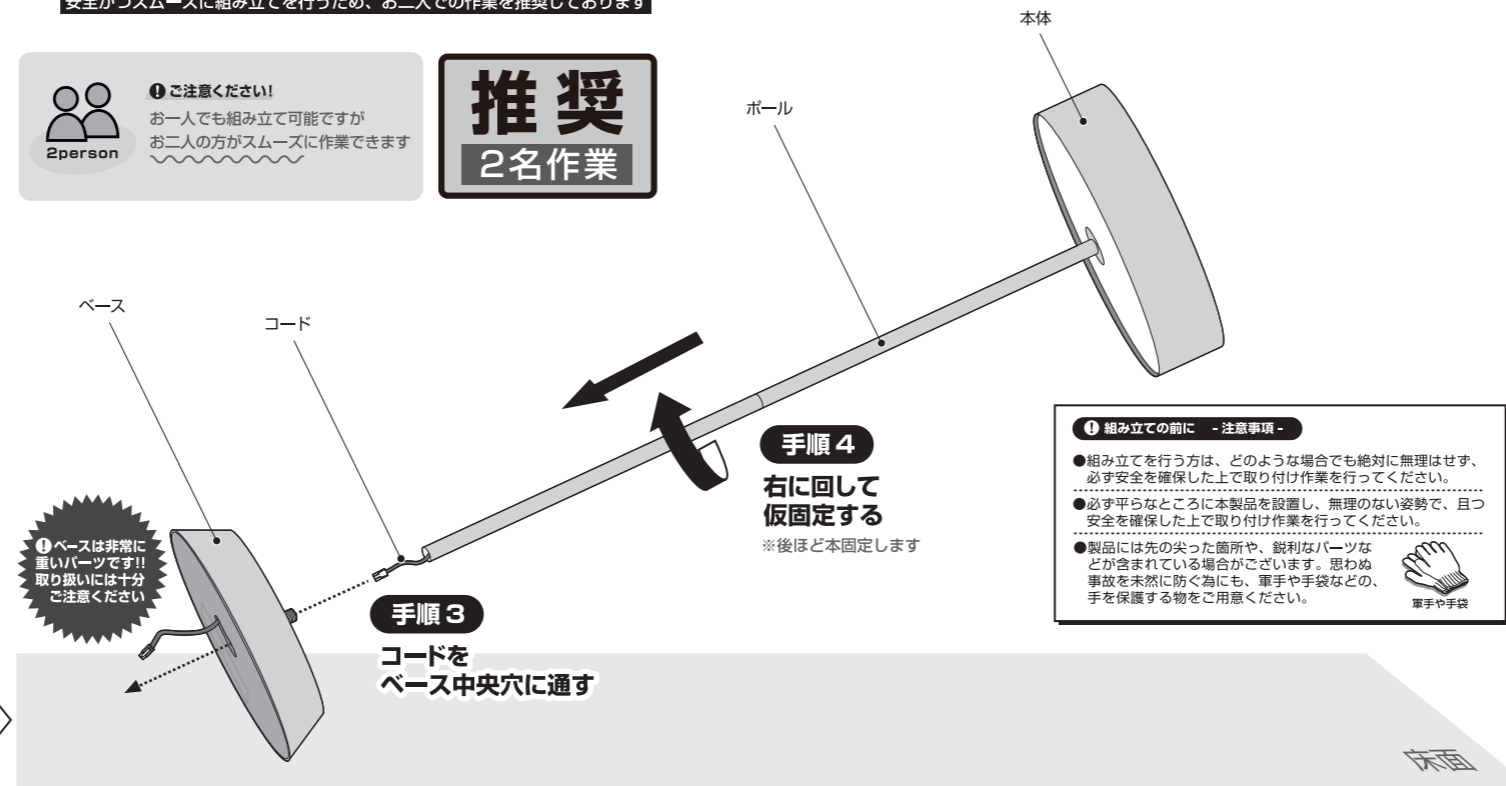 安全かつスムーズに組み立てを行うため、お二人での作業を推奨しております
本体
ご注意ください!
お一人でも組み立て可能ですが
お二人の方がスムーズに作業できます
2person
推奨
2名作業
ポール
ベース
コード
手順4
右に回して
仮固定する
※後ほど本固定します
ベースは非常に
重いパーツです!!
取り扱いには十分
ご注意ください
手順3
コードを
ベース中央穴に通す
組み立ての前に -注意事項-
●組み立てを行う方は、どのような場合でも絶対に無理はせず、
必ず安全を確保した上で取り付け作業を行ってください。
●必ず平らなところに本製品を設置し、無理のない姿勢で、且つ
安全を確保した上で取り付け作業を行ってください。
●製品には先の尖った箇所や、鋭利なパーツな
どが含まれている場合がございます。思わぬ
事故を未然に防ぐ為にも、軍手や手袋などの、
手を保護する物をご用意ください。
軍手や手袋
床面